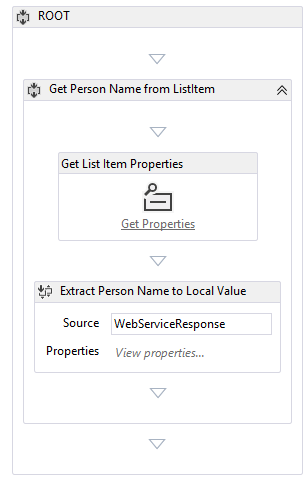 ROOT
Get Person Name from ListItem
Get List Item Properties
Get Properties
Extract Person Name to Local Value
Source WebServiceResponse
Properties View properties...